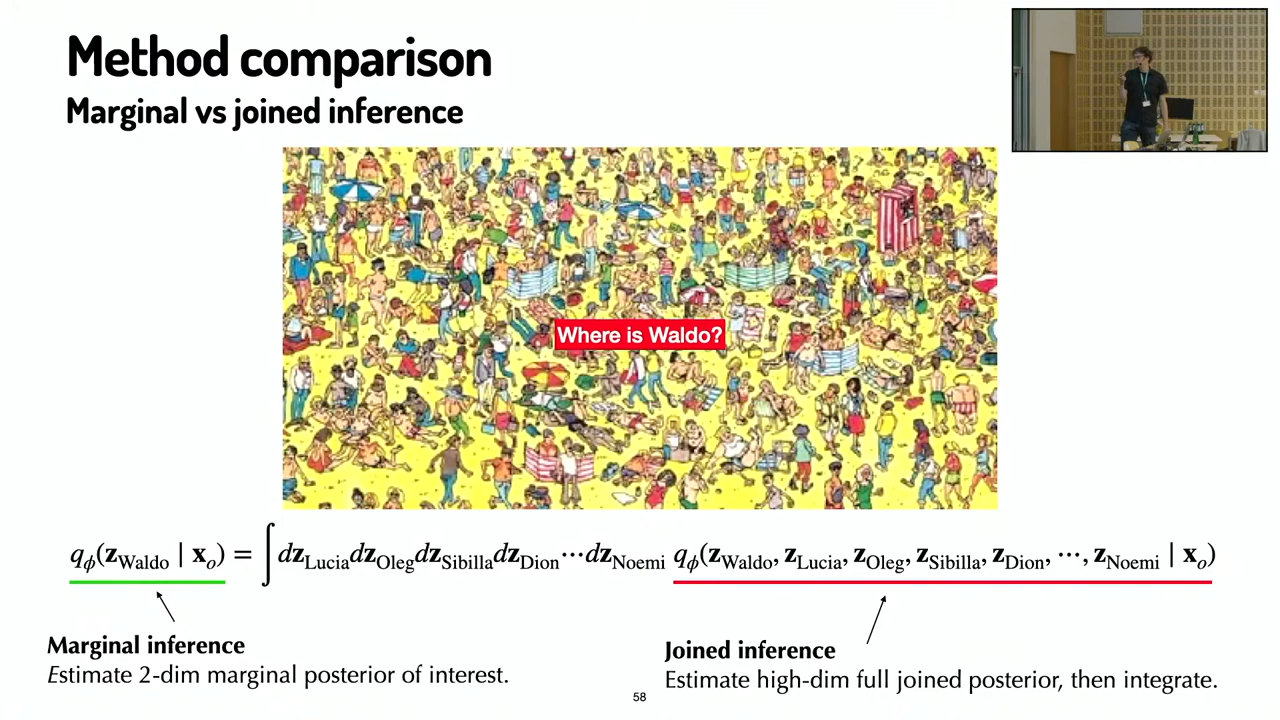 Method comparison
Marginal vs joined inference
Where is Waldo?
q_ϕ(z_Waldo | x_o) = ∫ dz_Lucia dz_Oleg dz_Sibilla dz_Dion ⋯ dz_Noemi q_ϕ(z_Waldo, z_Lucia, z_Oleg, z_Sibilla, z_Dion, ⋯, z_Noemi | x_o)
Marginal inference
Estimate 2-dim marginal posterior of interest.
Joined inference
Estimate high-dim full joined posterior, then integrate.
58